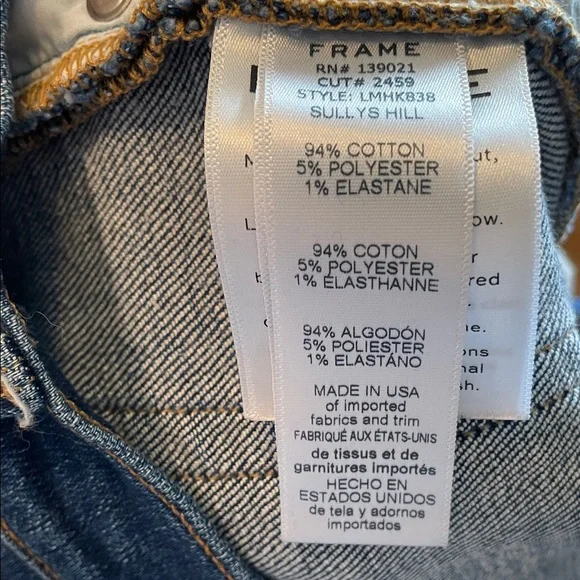 FRAME
RN# 139021
CUT# 2459
STYLE: LMHK838
SULLYS HILL
94% COTTON
5% POLYESTER
1% ELASTANE
94% COTON
5% POLYESTER
1% ÉLASTHANNE
94% ALGODÓN
5% POLIESTER
1% ELASTANO
MADE IN USA
of imported
fabrics and trim
FABRIQUÉ AUX ÉTATS-UNIS
de tissus et de
garnitures importés
HECHO EN
ESTADOS UNIDOS
de tela y adornos
importados